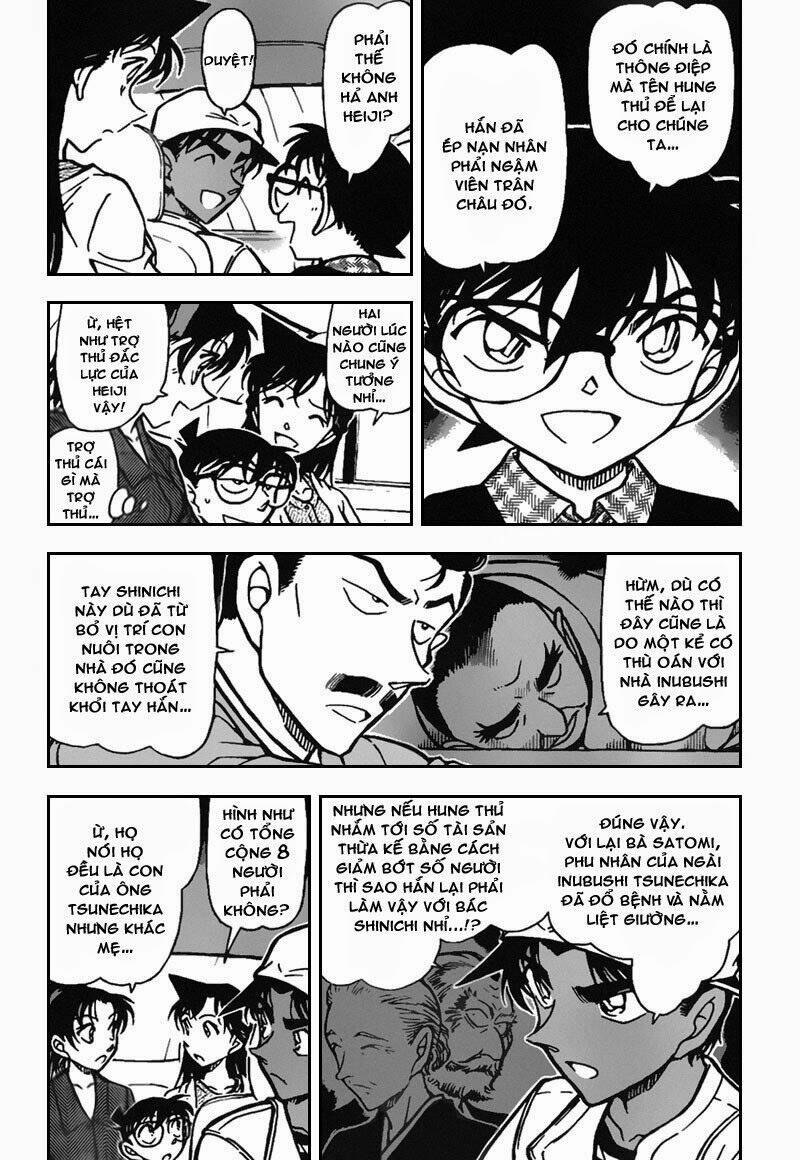 ĐÓ CHÍNH LÀ
THÔNG ĐIỆP
MÀ TÊN HUNG
THỦ ĐỂ LẠI
CHO CHÚNG
TA...
HẮN ĐÃ
ÉP NẠN NHÂN
PHẢI NGẬM
VIÊN TRÂN
CHÂU ĐÓ.
PHẢI
THẾ
KHÔNG
HẢ ANH
HEIJI?
DUYỆT!
HAI
NGƯỜI LÚC
NÀO CŨNG
CHUNG Ý
TƯỞNG
NHỈ...
Ừ, HỆT
NHƯ TRỢ
THỦ ĐẮC
LỰC CỦA
HEIJI
VẬY!
TRỢ
THỦ CÁI
GÌ MÀ
TRỢ
THỦ...
HỪM, DÙ CÓ
THẾ NÀO THÌ
ĐÂY CŨNG LÀ
DO MỘT KẺ CÓ
THÙ OÁN VỚI
NHÀ INUBUSHI
GÂY RA...
TAY SHINICHI
NÀY DÙ ĐÃ TỪ
BỎ VỊ TRÍ CON
NUÔI TRONG
NHÀ ĐÓ CŨNG
KHÔNG THOÁT
KHỎI TAY HẮN...
ĐÚNG VẬY.
VỚI LẠI BÀ SATOMI,
PHU NHÂN CỦA NGÀI
INUBUSHI TSUNECHIKA
ĐÃ ĐỔ BỆNH VÀ NẰM
LIỆT GIƯỜNG...
NHƯNG NẾU HUNG THỦ
NHẮM TỚI SỐ TÀI SẢN
THỪA KẾ BẰNG CÁCH
GIẢM BỚT SỐ NGƯỜI
THÌ SAO HẮN LẠI PHẢI
LÀM VẬY VỚI BÁC
SHINICHI NHỈ...!?
HÌNH NHƯ
CÓ TỔNG
CỘNG 8
NGƯỜI
PHẢI
KHÔNG?
Ừ, HỌ
NÓI HỌ
ĐỀU LÀ CON
CỦA ÔNG
TSUNECHIKA
NHƯNG KHÁC
MẸ...